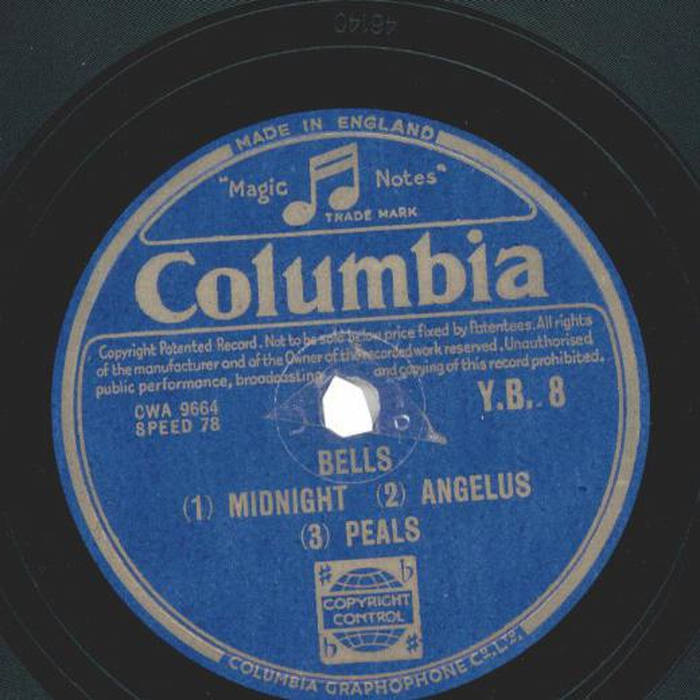 46140
MADE IN ENGLAND
"Magic Notes"
TRADE MARK
Columbia
Copyright Patented Record. Not to be sold below price fixed by Patentees. All rights
of the manufacturer and of the Owner of the recorded work reserved. Unauthorised
public performance, broadcasting and copying of this record prohibited.
CWA 9664 Y.B. 8
SPEED 78
BELLS
(1) MIDNIGHT (2) ANGELUS
(3) PEALS
COPYRIGHT
CONTROL
COLUMBIA GRAPHOPHONE Co. LTD.